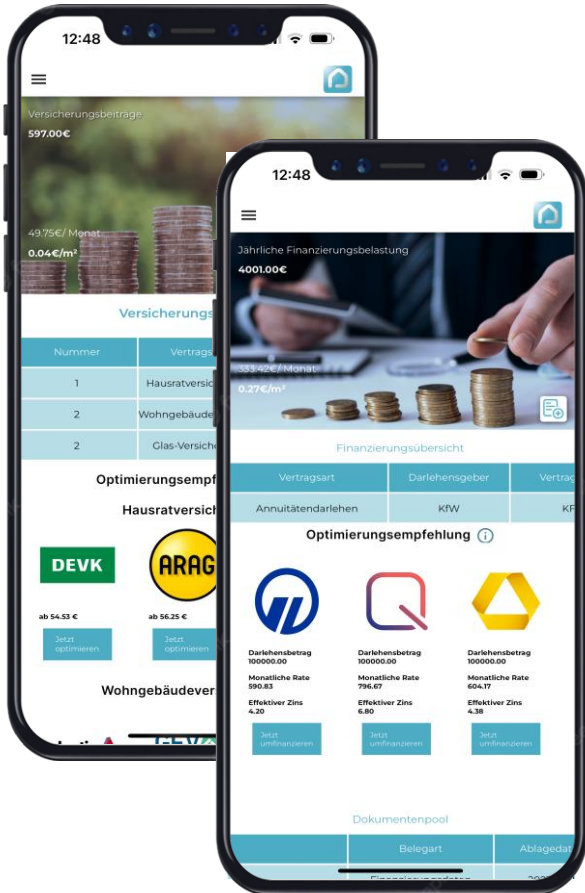 12:48
Versicherungsbeiträge
597.00€
49.75€/ Monat
0.04€/m²
Versicherungs
Nummer Vertrags
1 Hausratversic
2 Wohngebäude
2 Glas-Versich
Optimierungsempf
Hausratversich
DEVK ARAG
ab 54.53 € ab 56.25 €
Jetzt optimieren
Jetzt optimieren
Wohngebäudever
12:48
Jährliche Finanzierungsbelastung
4001.00€
333.42€/ Monat
0.27€/m²
Finanzierungsübersicht
Vertragsart Darlehensgeber Vertrag
Annuitätendarlehen KfW KF
Optimierungsempfehlung i
Darlehensbetrag Darlehensbetrag Darlehensbetrag
100000.00 100000.00 100000.00
Monatliche Rate Monatliche Rate Monatliche Rate
590.83 796.67 604.17
Effektiver Zins Effektiver Zins Effektiver Zins
4.20 6.80 4.38
Jetzt Jetzt Jetzt
umfinanzieren umfinanzieren umfinanzieren
Dokumentenpool
Belegart Ablagedat